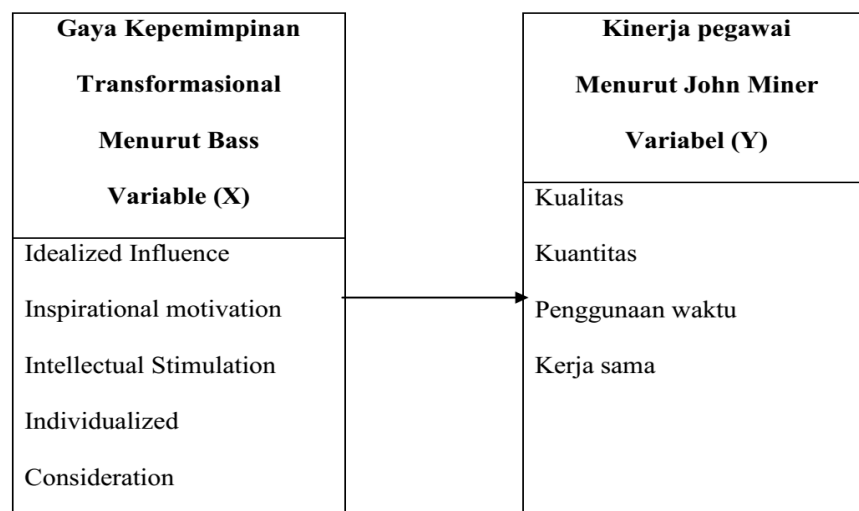 Gaya Kepemimpinan
Transformasional
Menurut Bass
Variable (X)
Idealized Influence
Inspirational motivation
Intellectual Stimulation
Individualized
Consideration
Kinerja pegawai
Menurut John Miner
Variabel (Y)
Kualitas
Kuantitas
Penggunaan waktu
Kerja sama